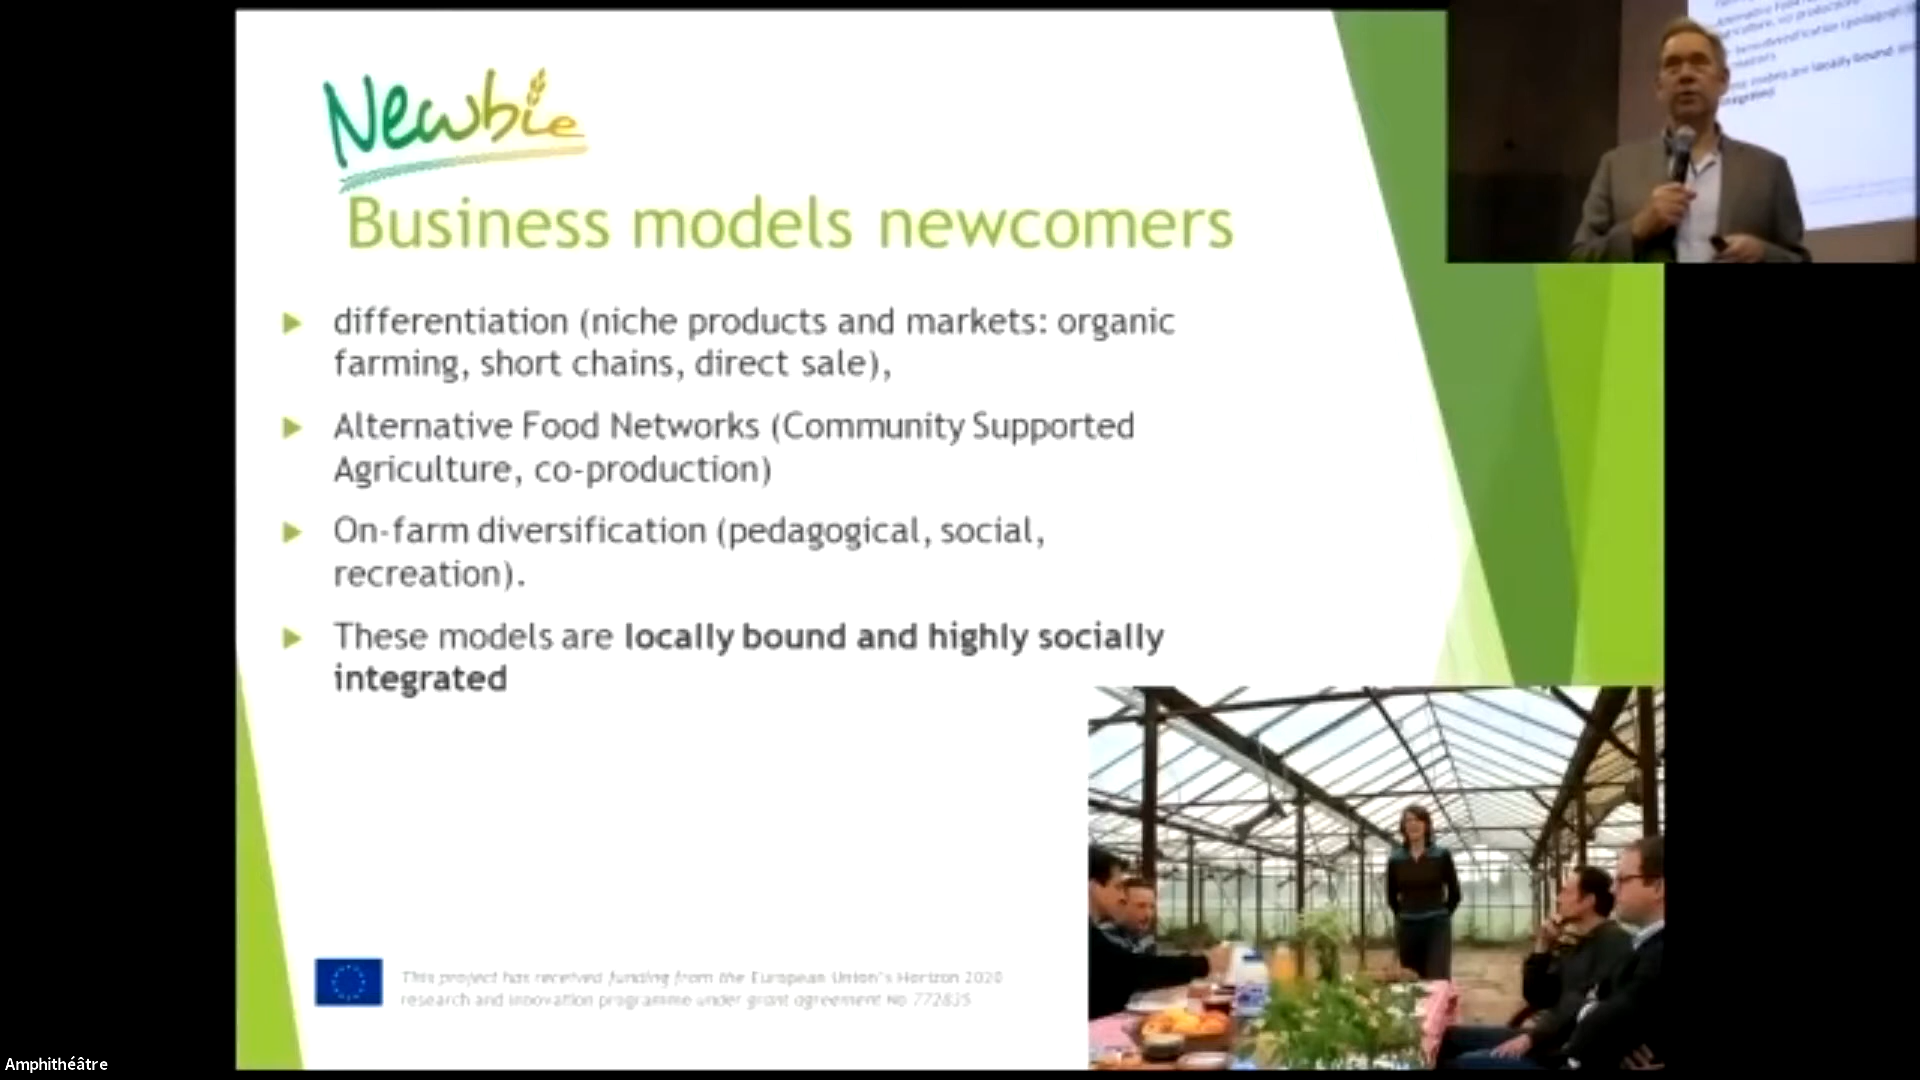 Newbie
Business models newcomers
differentiation (niche products and markets: organic
farming, short chains, direct sale),
Alternative Food Networks (Community Supported
Agriculture, co-production)
On-farm diversification (pedagogical, social,
recreation).
These models are locally bound and highly socially
integrated
This project has received funding from the European Union's Horizon 2020
research and innovation programme under grant agreement No 772835
locally bound
integrated
Amphithéâtre